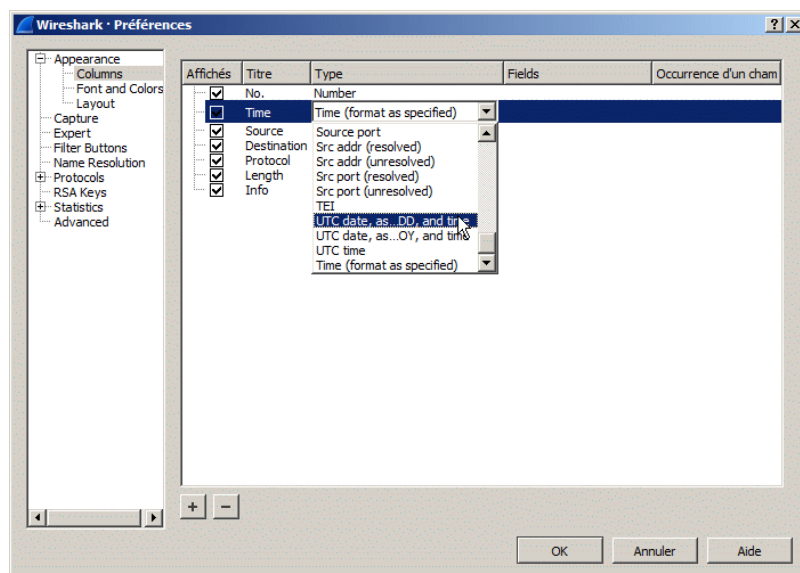 Wireshark · Préférences
Appearance
Columns
Font and Colors
Layout
Capture
Expert
Filter Buttons
Name Resolution
Protocols
RSA Keys
Statistics
Advanced
Affichés Titre Type Fields Occurrence d'un cham
No. Number
Time Time (format as specified)
Source
Destination
Protocol
Length
Info
Source port
Src addr (resolved)
Src addr (unresolved)
Src port (resolved)
Src port (unresolved)
TEI
UTC date, as...DD, and time
UTC date, as...OY, and time
UTC time
Time (format as specified)
+ −
OK Annuler Aide